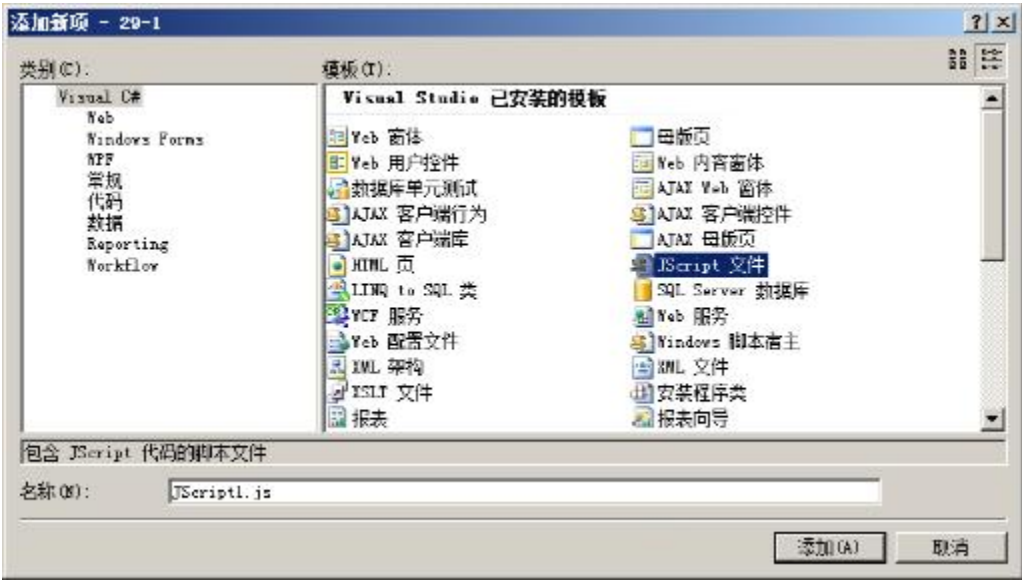 添加新项 - 29-1
类别(C):
模板(T):
Visual C#
Web
Windows Forms
WPF
常规
代码
数据
Reporting
Workflow
Visual Studio 已安装的模板
Web 窗体
母版页
Web 用户控件
Web 内容窗体
数据库单元测试
AJAX Web 窗体
AJAX 客户端行为
AJAX 客户端控件
AJAX 客户端库
AJAX 母版页
HTML 页
JScript 文件
LINQ to SQL 类
SQL Server 数据库
WCF 服务
Web 服务
Web 配置文件
Windows 脚本宿主
XML 架构
XML 文件
XSLT 文件
安装程序类
报表
报表向导
包含 JScript 代码的脚本文件
名称(N):
JScript1.js
添加(A)
取消